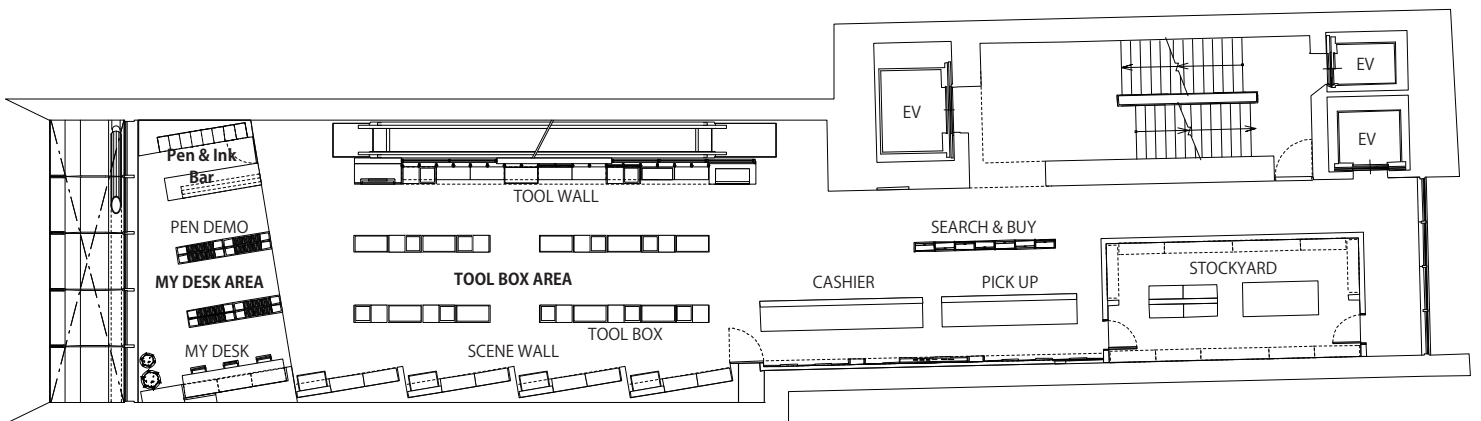 EV
EV
EV
Pen & Ink
Bar
TOOL WALL
PEN DEMO
SEARCH & BUY
MY DESK AREA
TOOL BOX AREA
CASHIER
PICK UP
STOCKYARD
TOOL BOX
MY DESK
SCENE WALL